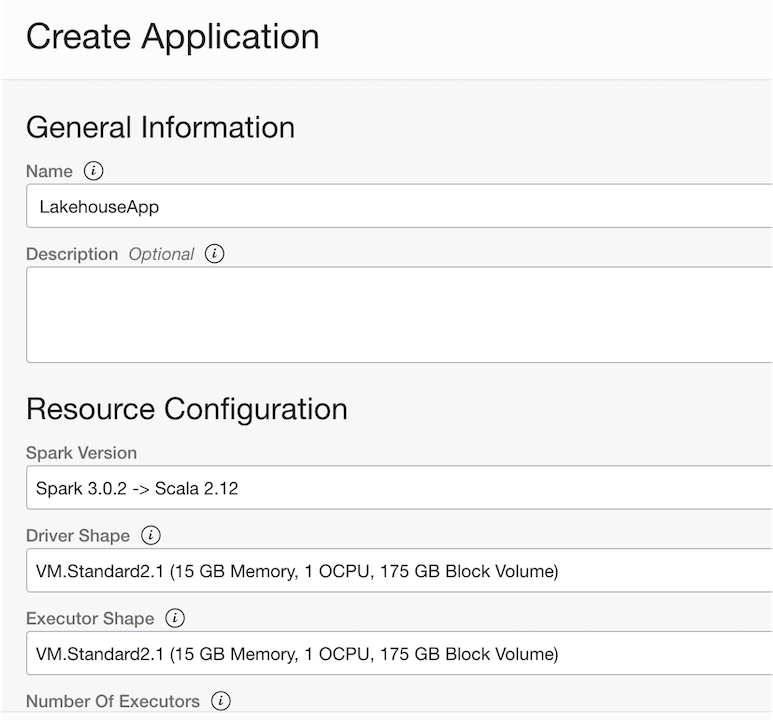 Create Application
General Information
Name
LakehouseApp
Description Optional
Resource Configuration
Spark Version
Spark 3.0.2 -> Scala 2.12
Driver Shape
VM.Standard2.1 (15 GB Memory, 1 OCPU, 175 GB Block Volume)
Executor Shape
VM.Standard2.1 (15 GB Memory, 1 OCPU, 175 GB Block Volume)
Number Of Executors